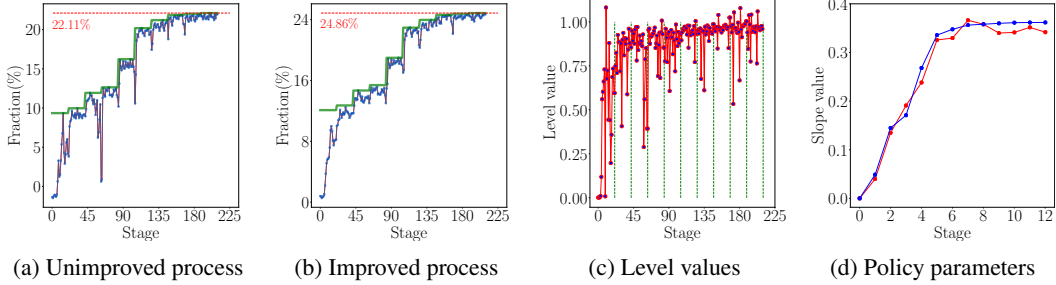 22.11%
Fraction(%)
20
15
10
5
0
0 45 90 135 180 225
Stage
(a) Unimproved process
24.86%
Fraction(%)
24
18
12
6
0
0 45 90 135 180 225
Stage
(b) Improved process
Level value
1.00
0.75
0.50
0.25
0.00
0 45 90 135 180 225
Stage
(c) Level values
Slope value
0.4
0.3
0.2
0.1
0.0
0 2 4 6 8 10 12
Stage
(d) Policy parameters